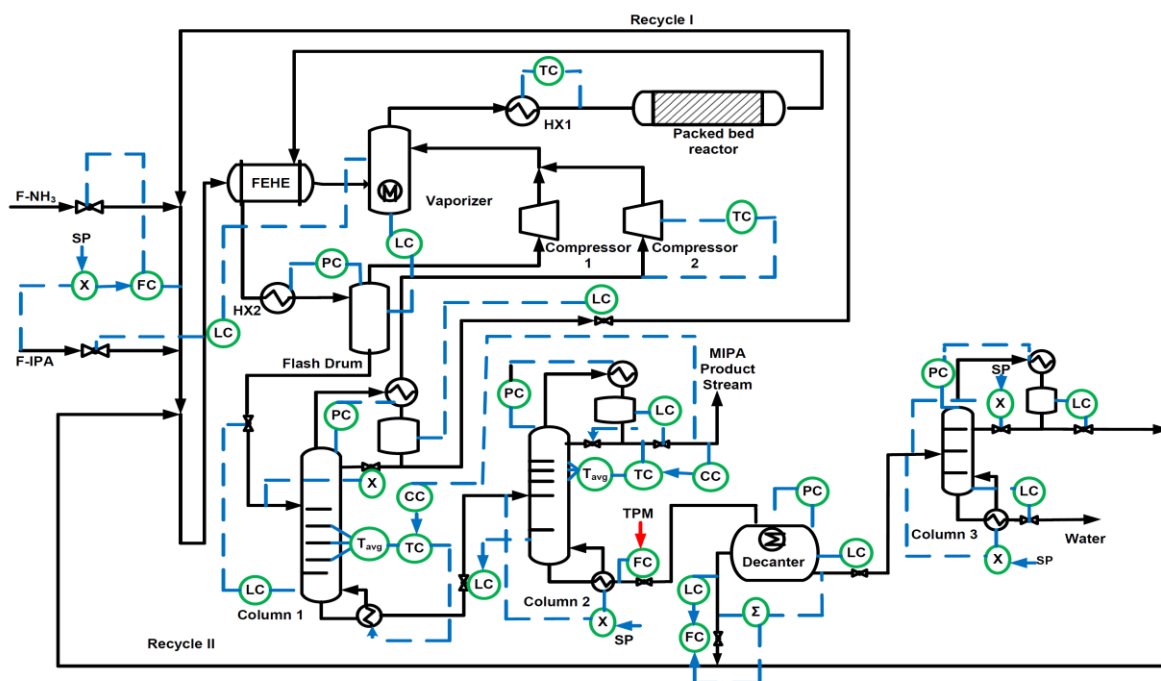 Recycle I
TC
HX1
Packed bed
reactor
FEHE
M
Vaporizer
F-NH₃
SP
X
FC
LC
PC
HX2
Flash Drum
LC
F-IPA
LC
Compressor
1
Compressor
2
TC
LC
MIPA
Product
Stream
PC
X
CC
Tavg
TC
LC
Column 1
PC
LC
Tavg
TC
CC
TPM
FC
LC
Column 2
X
SP
PC
M
Decanter
LC
LC
FC
Σ
PC
SP
X
LC
LC
Column 3
Water
X
SP
Recycle II